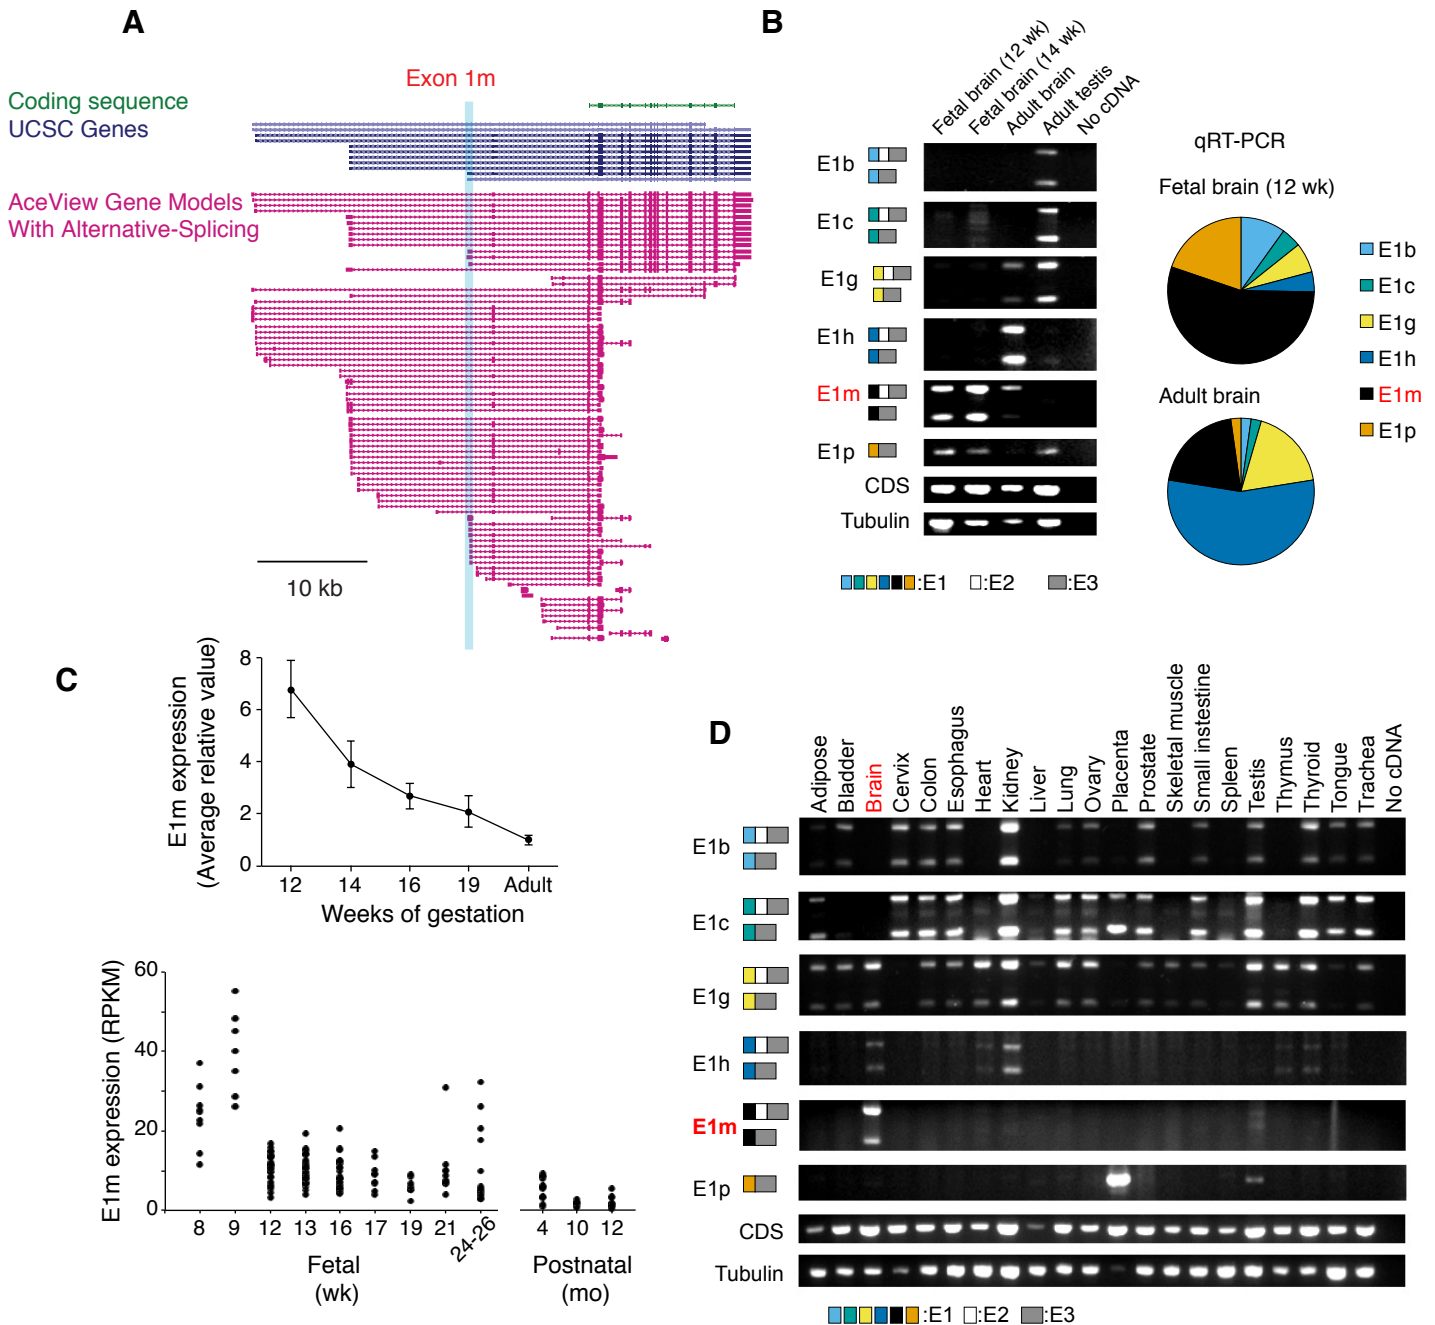 A
Exon 1m
Coding sequence
UCSC Genes
AceView Gene Models
With Alternative-Splicing
10 kb
B
Fetal brain (12 wk)
Fetal brain (14 wk)
Adult brain
Adult testis
No cDNA
E1b
E1c
E1g
E1h
E1m
E1p
CDS
Tubulin
:E1 :E2 :E3
qRT-PCR
Fetal brain (12 wk)
Adult brain
E1b
E1c
E1g
E1h
E1m
E1p
C
E1m expression
(Average relative value)
8
6
4
2
0
12 14 16 19 Adult
Weeks of gestation
E1m expression (RPKM)
60
40
20
0
8 9 12 13 16 17 19 21 24-26 4 10 12
Fetal
(wk)
Postnatal
(mo)
D
Adipose
Bladder
Brain
Cervix
Colon
Esophagus
Heart
Kidney
Liver
Lung
Ovary
Placenta
Prostate
Skeletal muscle
Small instestine
Spleen
Testis
Thymus
Thyroid
Tongue
Trachea
No cDNA
E1b
E1c
E1g
E1h
E1m
E1p
CDS
Tubulin
:E1 :E2 :E3